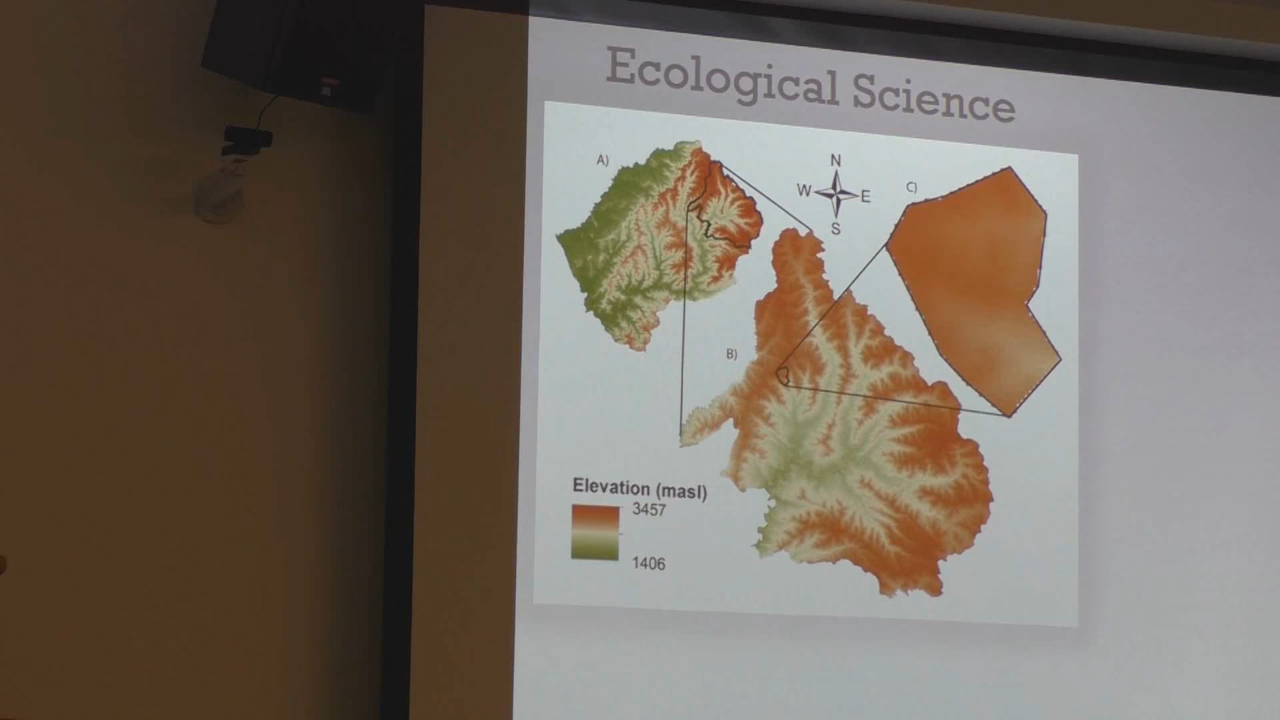 Ecological Science
A)
N
W E
S
C)
B)
Elevation (masl)
3457
1406